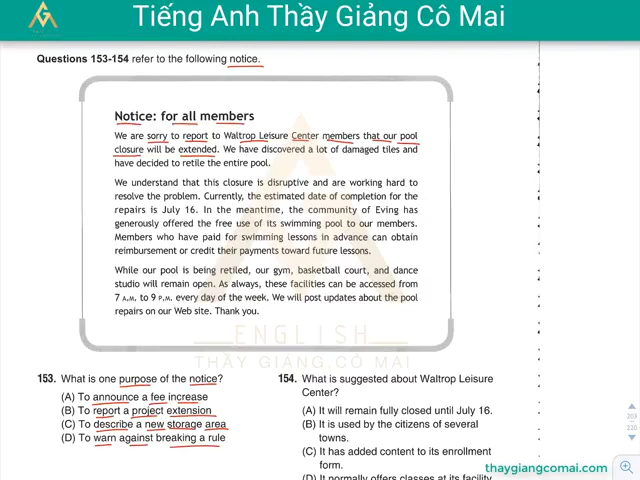 Tiếng Anh Thầy Giảng Cô Mai
ENGLISH
Questions 153-154 refer to the following notice.
Notice: for all members
We are sorry to report to Waltrop Leisure Center members that our pool
closure will be extended. We have discovered a lot of damaged tiles and
have decided to retile the entire pool.
We understand that this closure is disruptive and are working hard to
resolve the problem. Currently, the estimated date of completion for the
repairs is July 16. In the meantime, the community of Eving has
generously offered the free use of its swimming pool to our members.
Members who have paid for swimming lessons in advance can obtain
reimbursement or credit their payments toward future lessons.
While our pool is being retiled, our gym, basketball court, and dance
studio will remain open. As always, these facilities can be accessed from
7 A.M. to 9 P.M. every day of the week. We will post updates about the pool
repairs on our Web site. Thank you.
ENGLISH
THẦY GIẢNG.CÔ MAI
153. What is one purpose of the notice?
(A) To announce a fee increase
(B) To report a project extension
(C) To describe a new storage area
(D) To warn against breaking a rule
154. What is suggested about Waltrop Leisure
Center?
(A) It will remain fully closed until July 16.
(B) It is used by the citizens of several
towns.
(C) It has added content to its enrollment
form.
(D) It normally offers classes at its facility
203
220
thaygiangcomai.com